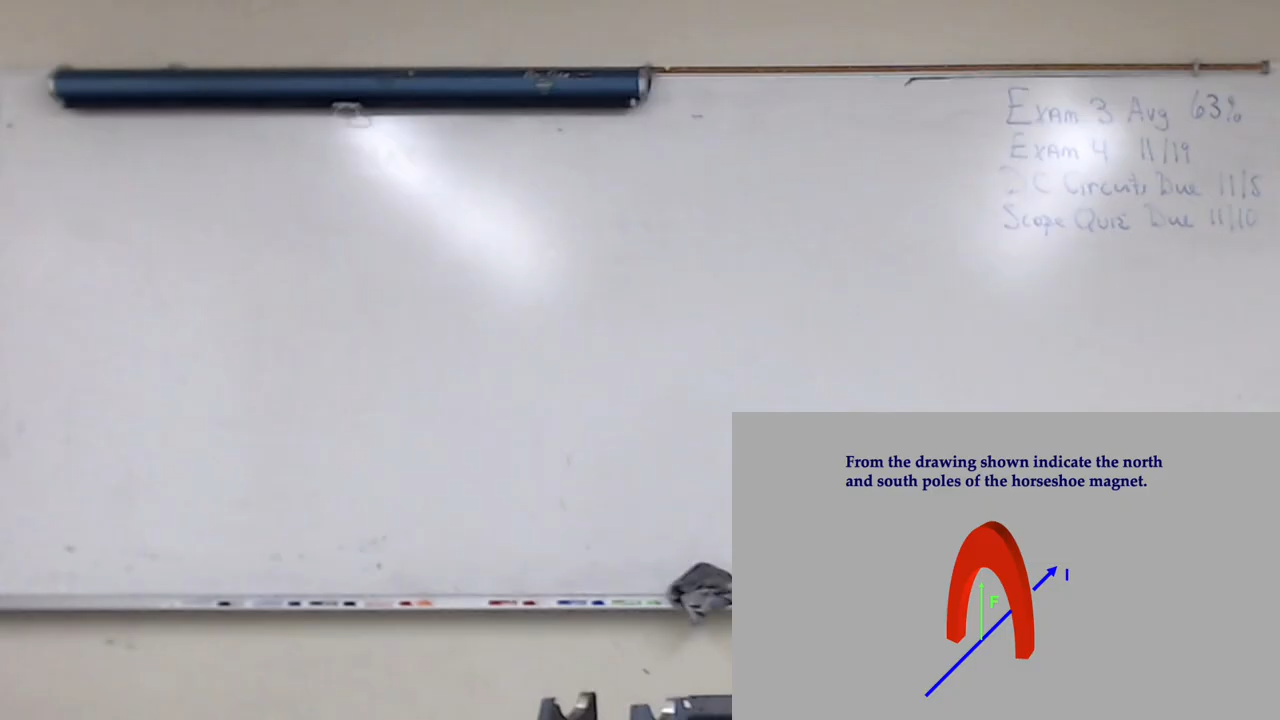 Exam 3 Avg 63%
Exam 4 11/19
DC Circuits Due 11/8
Scope Quiz Due 11/10
From the drawing shown indicate the north
and south poles of the horseshoe magnet.
I
F